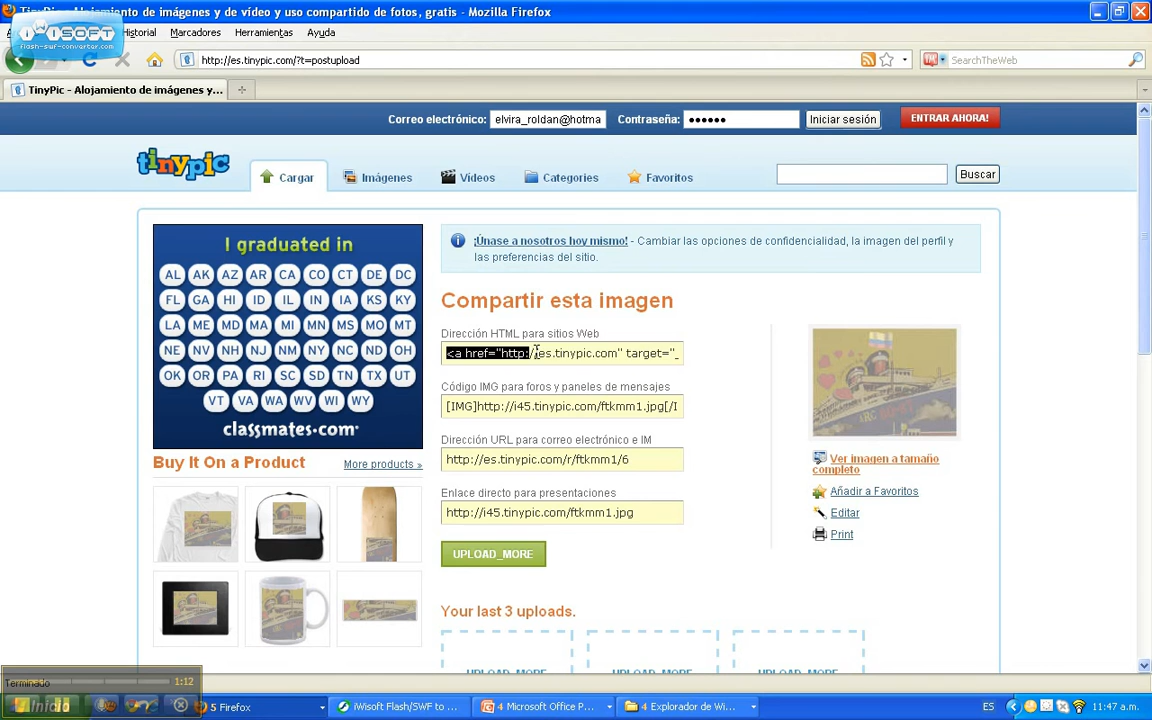 TinyPic - Alojamiento de imágenes y de vídeo y uso compartido de fotos, gratis - Mozilla Firefox
iWISOFT
flash-swf-converter.com
Historial Marcadores Herramientas Ayuda
http://es.tinypic.com/?t=postupload
SearchTheWeb
TinyPic - Alojamiento de imágenes y...
Correo electrónico: elvira_roldan@hotma Contraseña: ●●●●●● Iniciar sesión ENTRAR AHORA!
tinypic
Cargar Imágenes Vídeos Categories Favoritos Buscar
I graduated in
AL AK AZ AR CA CO CT DE DC
FL GA HI ID IL IN IA KS KY
LA ME MD MA MI MN MS MO MT
NE NV NH NJ NM NY NC ND OH
OK OR PA RI SC SD TN TX UT
VT VA WA WV WI WY
classmates.com
¡Únase a nosotros hoy mismo! - Cambiar las opciones de confidencialidad, la imagen del perfil y
las preferencias del sitio.
Compartir esta imagen
Dirección HTML para sitios Web
<a href="http://es.tinypic.com" target="_
Código IMG para foros y paneles de mensajes
[IMG]http://i45.tinypic.com/ftkmm1.jpg[/I
Dirección URL para correo electrónico e IM
http://es.tinypic.com/r/ftkmm1/6
Enlace directo para presentaciones
http://i45.tinypic.com/ftkmm1.jpg
UPLOAD_MORE
Ver imagen a tamaño
completo
Añadir a Favoritos
Editar
Print
Buy It On a Product More products »
Your last 3 uploads.
UPLOAD_MORE UPLOAD_MORE UPLOAD_MORE
Terminado 1:12
Inicio 5 Firefox iWisoft Flash/SWF to ... 4 Microsoft Office P... 4 Explorador de Wi... ES 11:47 a.m.